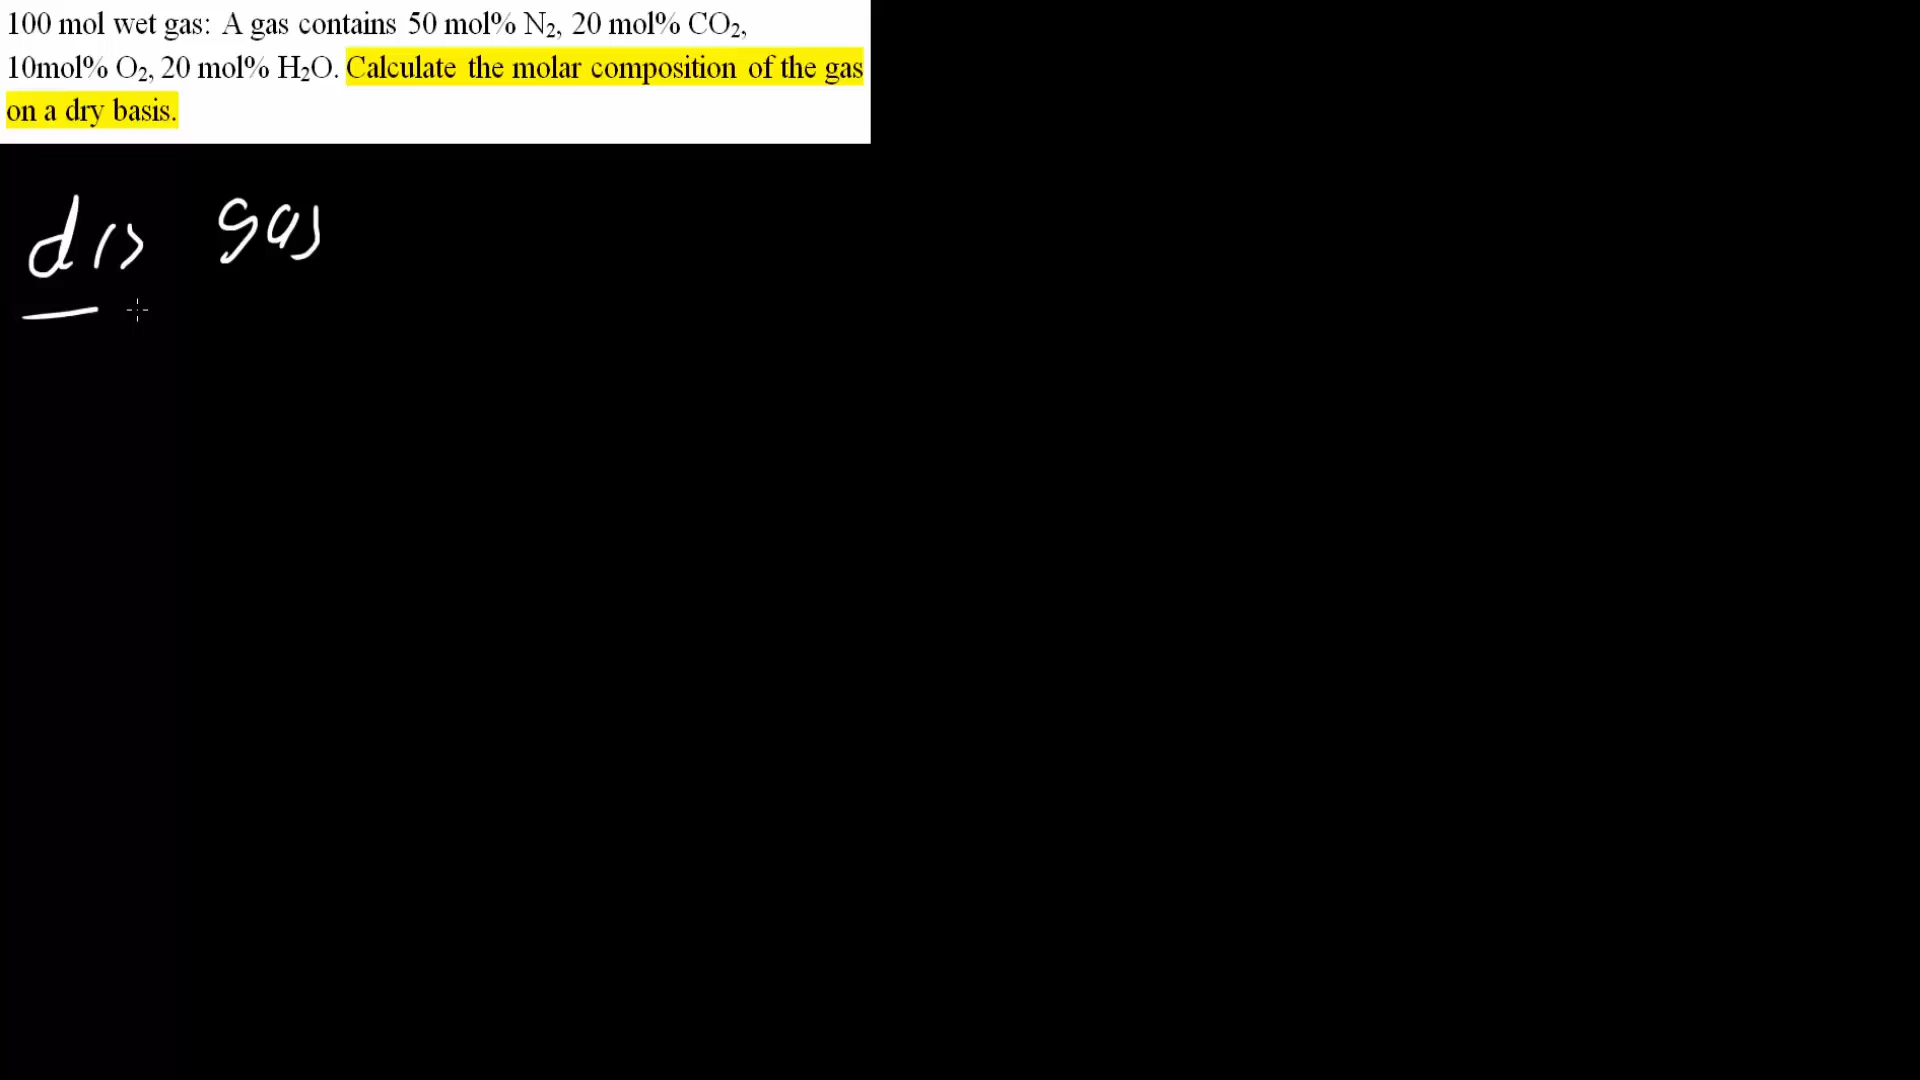 100 mol wet gas: A gas contains 50 mol% N₂, 20 mol% CO₂,
10mol% O₂, 20 mol% H₂O. Calculate the molar composition of the gas
on a dry basis.
dry gas